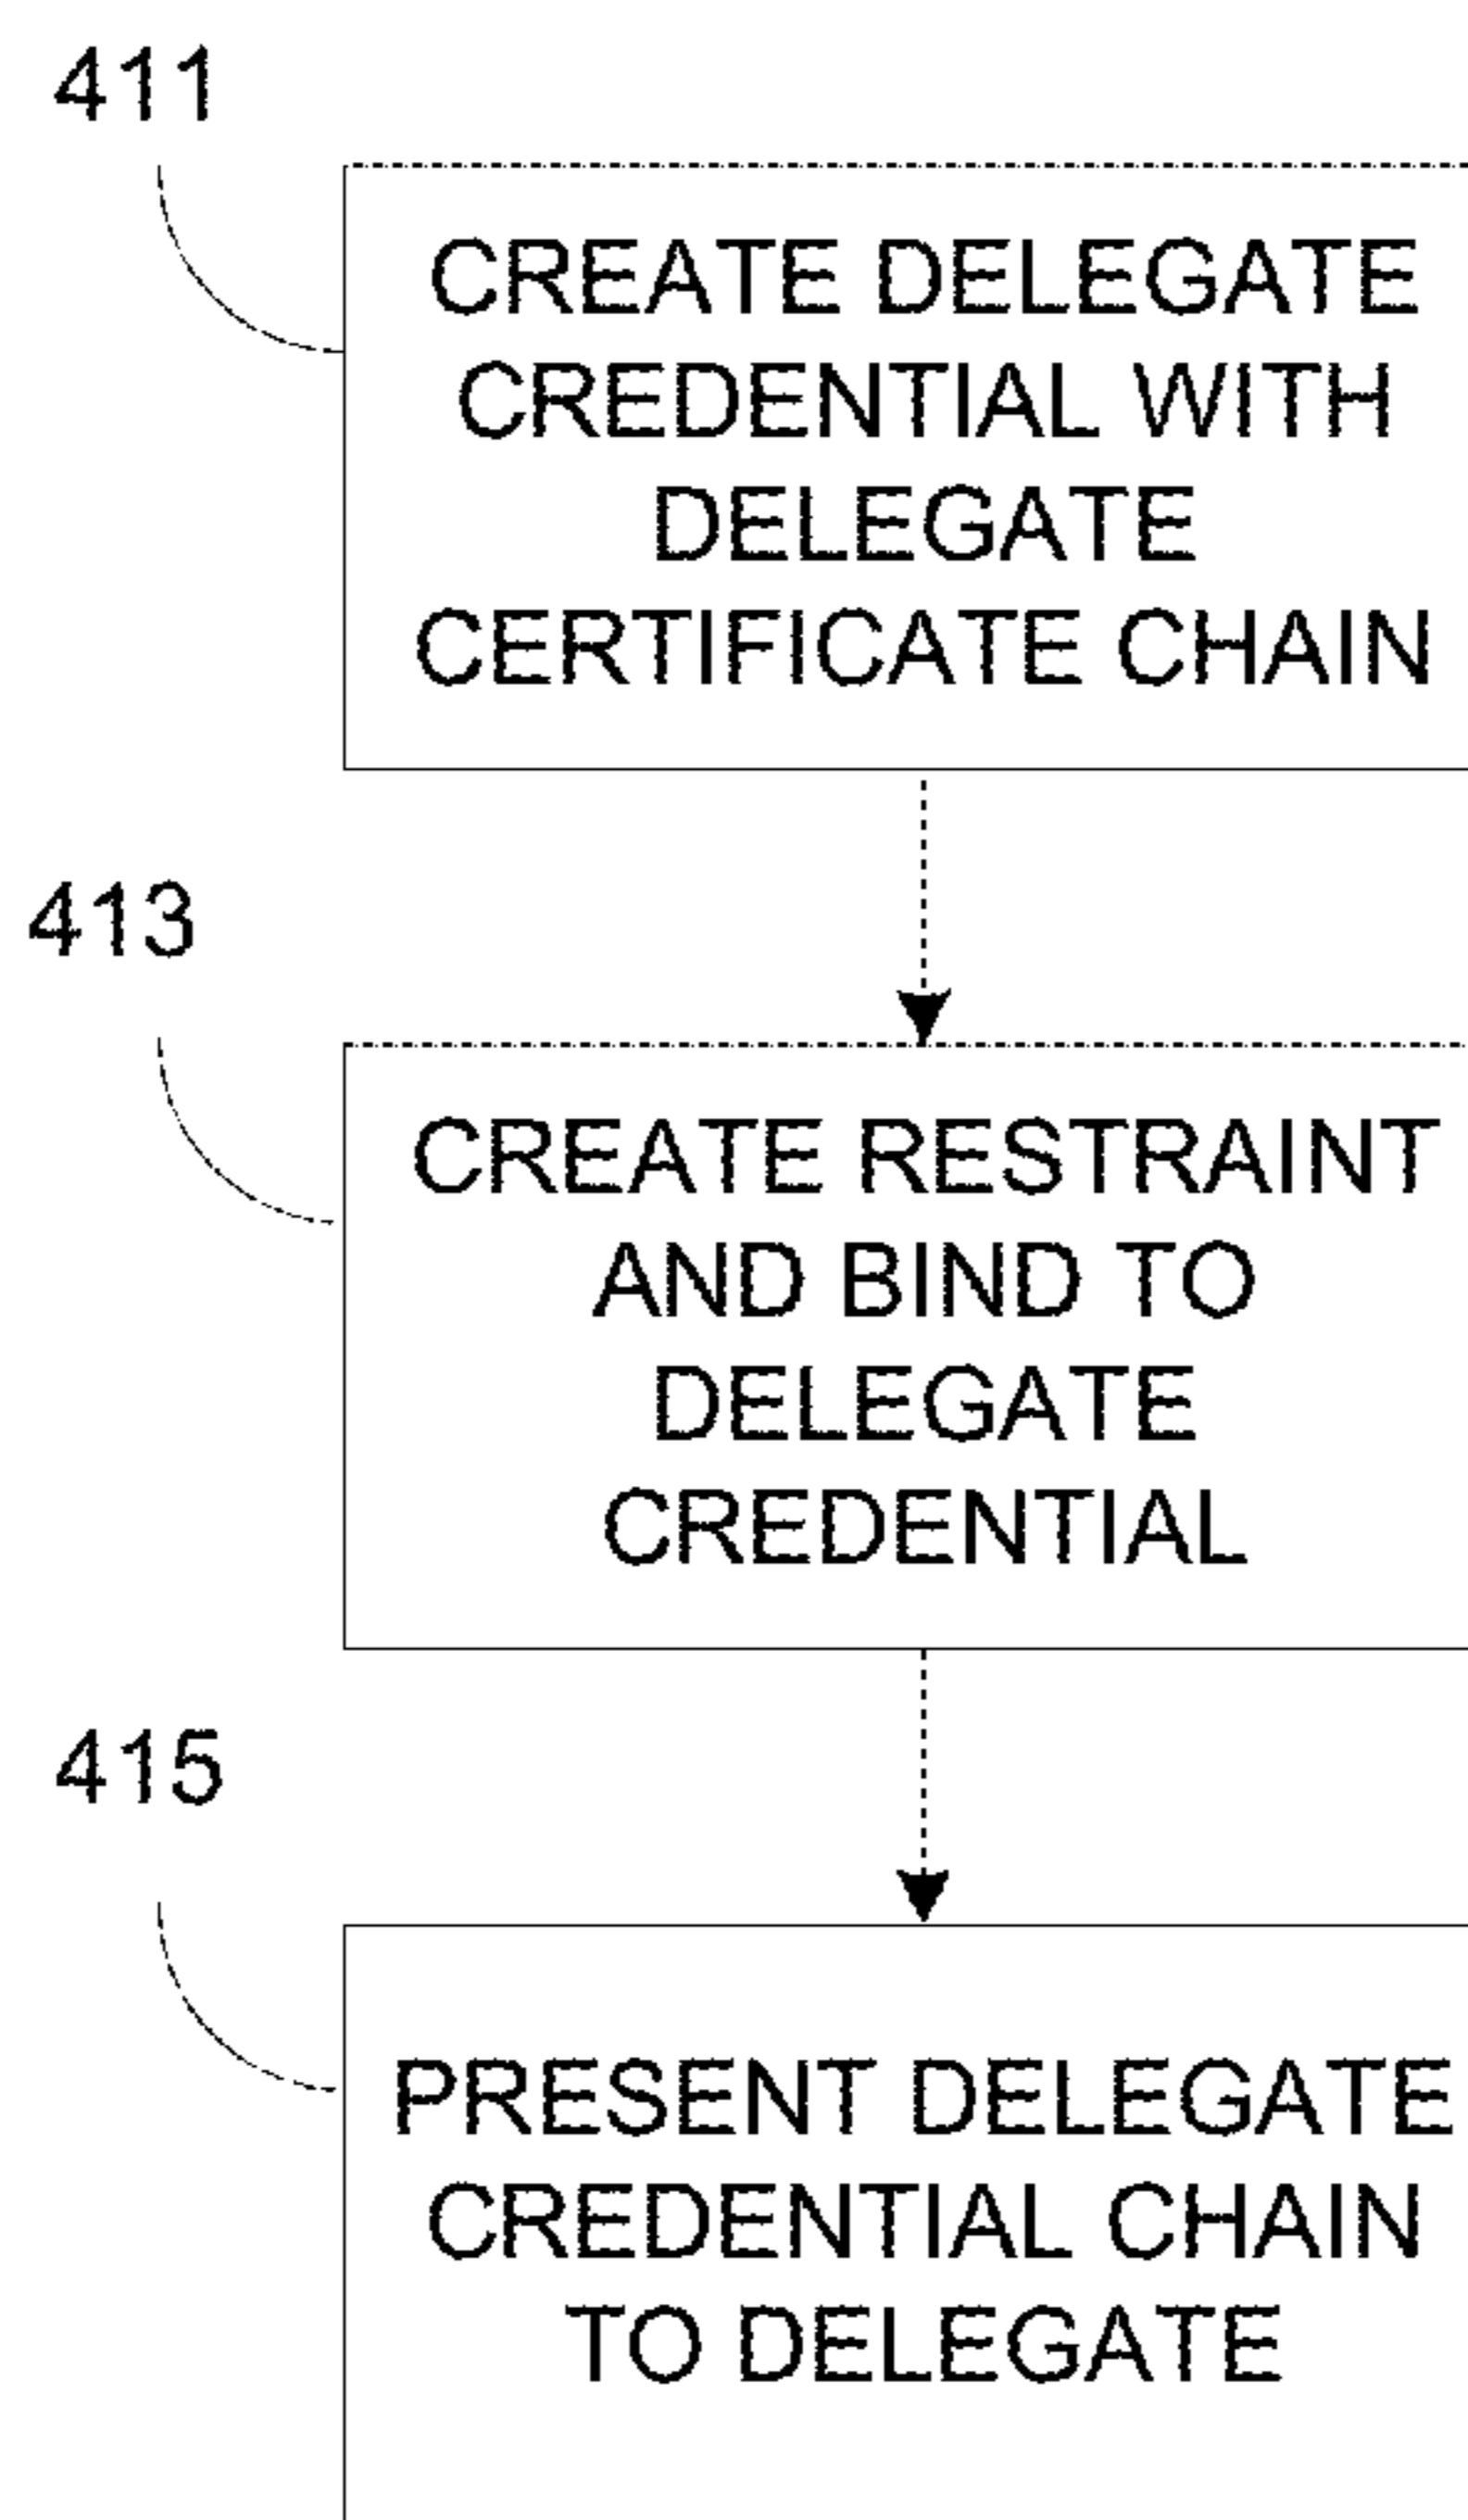 411
CREATE DELEGATE
CREDENTIAL WITH
DELEGATE
CERTIFICATE CHAIN
413
CREATE RESTRAINT
AND BIND TO
DELEGATE
CREDENTIAL
415
PRESENT DELEGATE
CREDENTIAL CHAIN
TO DELEGATE